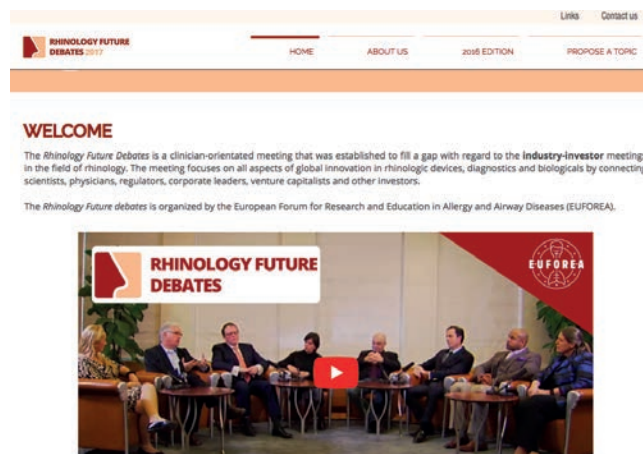 Links Contact us
RHINOLOGY FUTURE
DEBATES 2017
HOME ABOUT US 2016 EDITION PROPOSE A TOPIC
WELCOME
The Rhinology Future Debates is a clinician-orientated meeting that was established to fill a gap with regard to the industry-investor meetings
in the field of rhinology. The meeting focuses on all aspects of global innovation in rhinologic devices, diagnostics and biologicals by connecting
scientists, physicians, regulators, corporate leaders, venture capitalists and other investors.
The Rhinology Future debates is organized by the European Forum for Research and Education in Allergy and Airway Diseases (EUFOREA).
RHINOLOGY FUTURE
DEBATES
EUFOREA